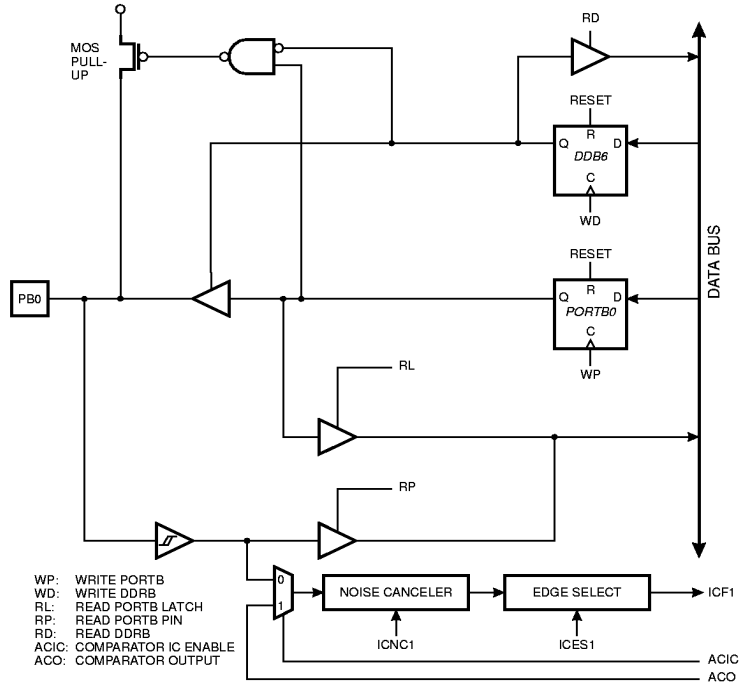 MOS
PULL-
UP
RD
RESET
R
Q
D
DDB6
C
WD
DATA BUS
RESET
R
Q
D
PORTB0
C
WP
PB0
RL
RP
0
1
NOISE CANCELER
EDGE SELECT
ICF1
ICNC1
ICES1
ACIC
ACO
WP: WRITE PORTB
WD: WRITE DDRB
RL: READ PORTB LATCH
RP: READ PORTB PIN
RD: READ DDRB
ACIC: COMPARATOR IC ENABLE
ACO: COMPARATOR OUTPUT